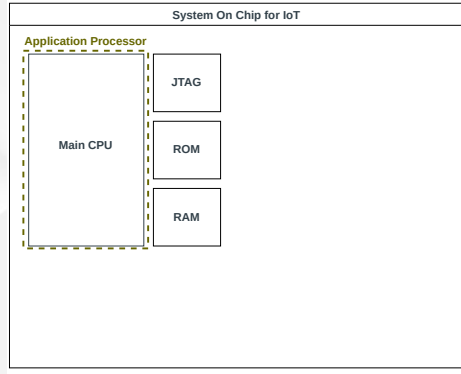 System On Chip for IoT
Application Processor
JTAG
Main CPU
ROM
RAM